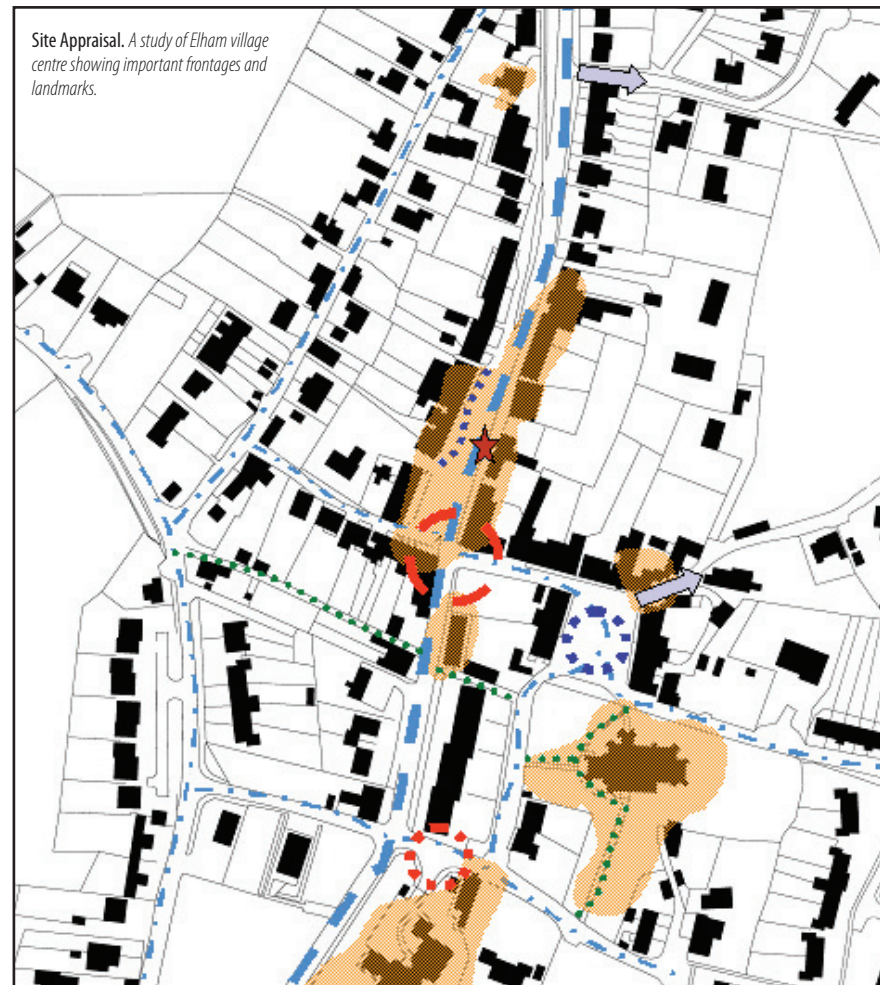 Site Appraisal. A study of Elham village
centre showing important frontages and
landmarks.